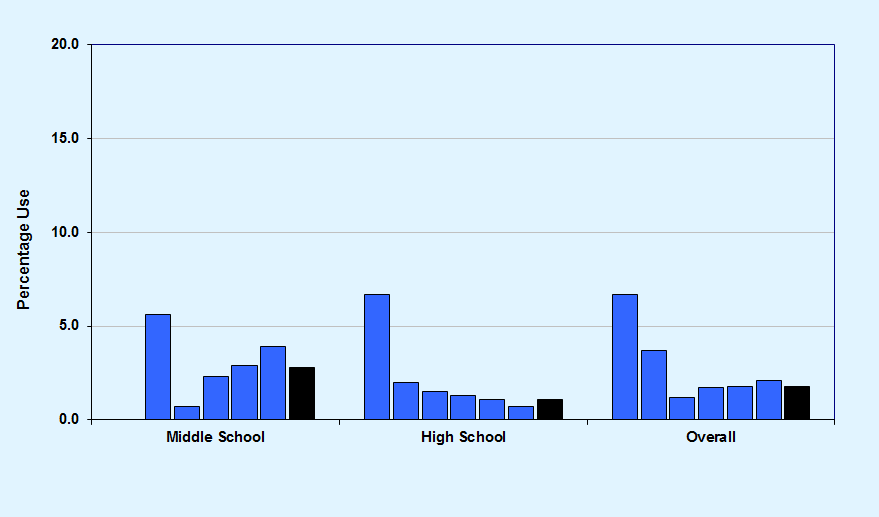 20.0
15.0
10.0
5.0
0.0
Percentage Use
Middle School
High School
Overall